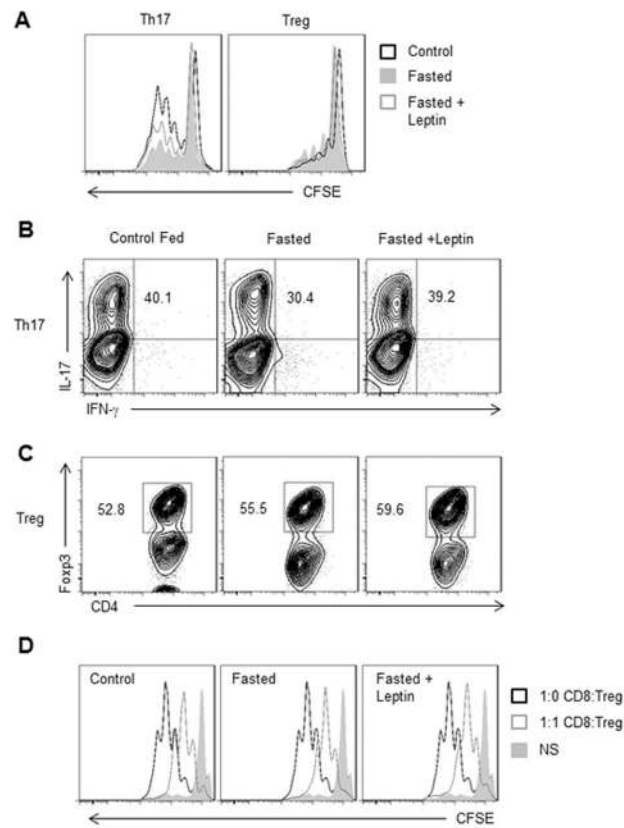 A
Th17 Treg
Control
Fasted
Fasted +
Leptin
CFSE
B
Control Fed Fasted Fasted +Leptin
Th17
IL-17
40.1 30.4 39.2
IFN-γ
C
Treg
Foxp3
52.8 55.5 59.6
CD4
D
Control Fasted Fasted +
Leptin
1:0 CD8:Treg
1:1 CD8:Treg
NS
CFSE